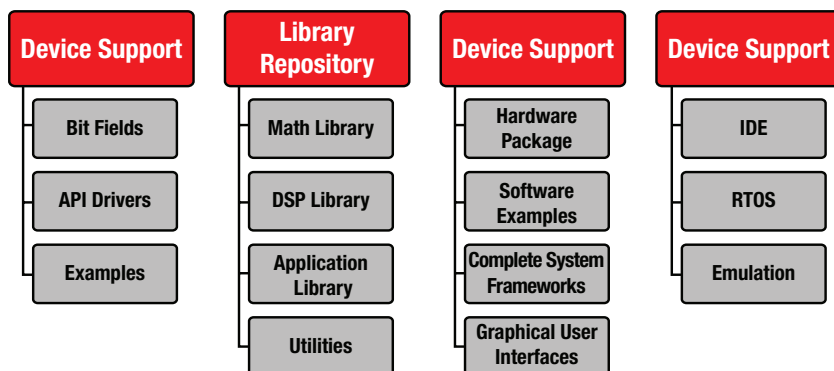 Device Support
Bit Fields
API Drivers
Examples
Library
Repository
Math Library
DSP Library
Application
Library
Utilities
Device Support
Hardware
Package
Software
Examples
Complete System
Frameworks
Graphical User
Interfaces
Device Support
IDE
RTOS
Emulation